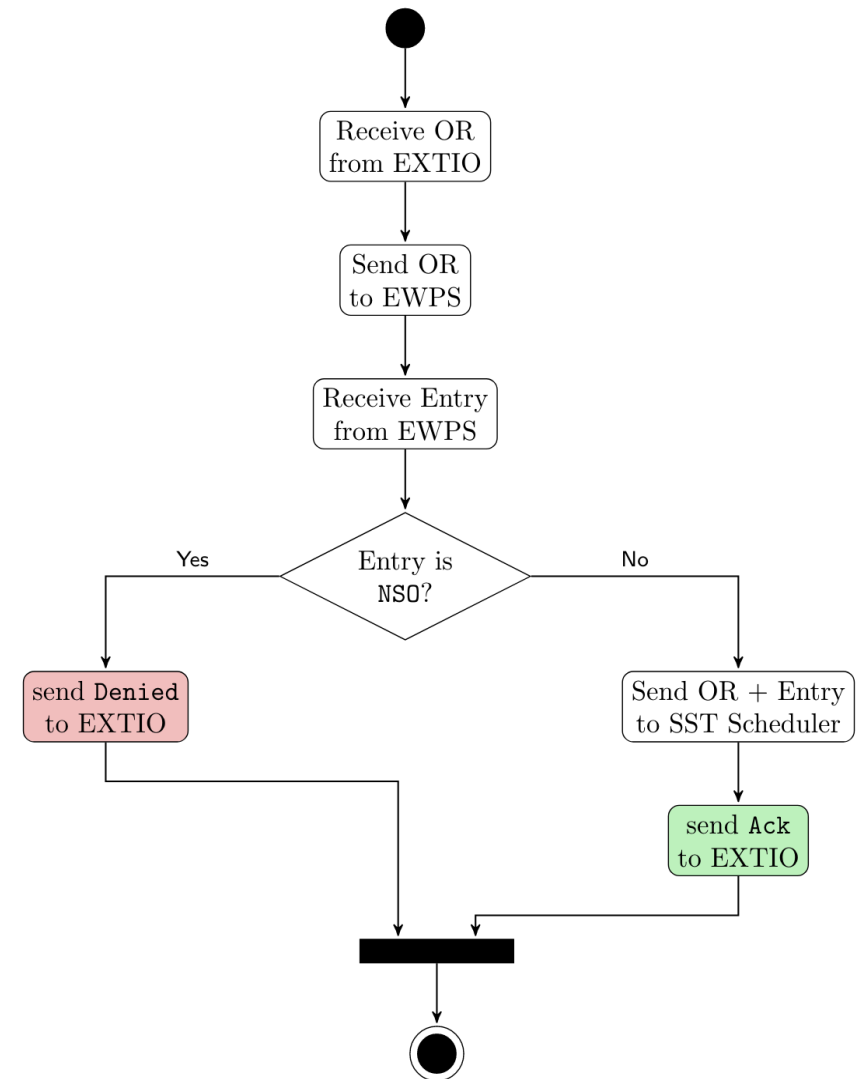 Receive OR
from EXTIO
Send OR
to EWPS
Receive Entry
from EWPS
Entry is
NSO?
Yes
No
send Denied
to EXTIO
Send OR + Entry
to SST Scheduler
send Ack
to EXTIO